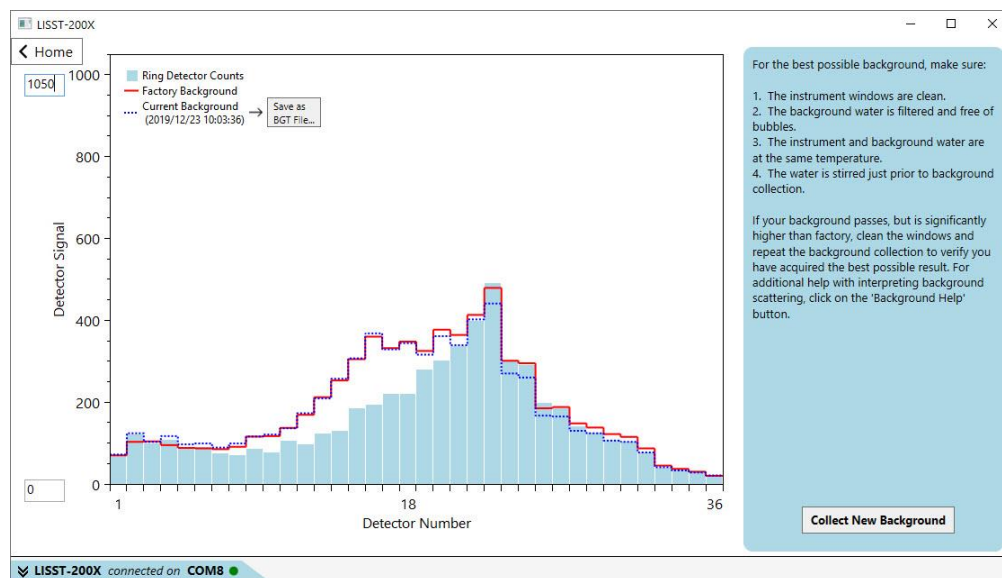 LISST-200X
Home
1050
1000
800
600
400
200
0
0
Detector Signal
Ring Detector Counts
Factory Background
Current Background
(2019/12/23 10:03:36)
Save as
BGT File...
1
18
36
Detector Number
For the best possible background, make sure:
1. The instrument windows are clean.
2. The background water is filtered and free of
bubbles.
3. The instrument and background water are
at the same temperature.
4. The water is stirred just prior to background
collection.
If your background passes, but is significantly
higher than factory, clean the windows and
repeat the background collection to verify you
have acquired the best possible result. For
additional help with interpreting background
scattering, click on the 'Background Help'
button.
Collect New Background
LISST-200X connected on COM8